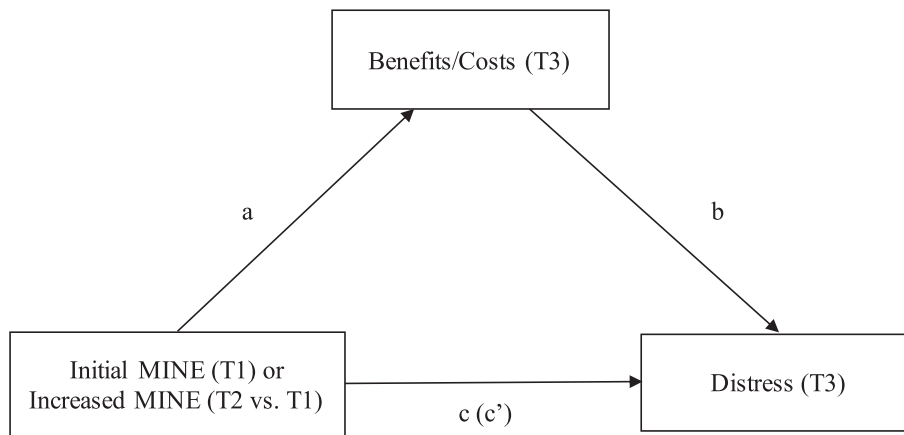 Benefits/Costs (T3)
a
b
Initial MINE (T1) or
Increased MINE (T2 vs. T1)
Distress (T3)
c (c’)